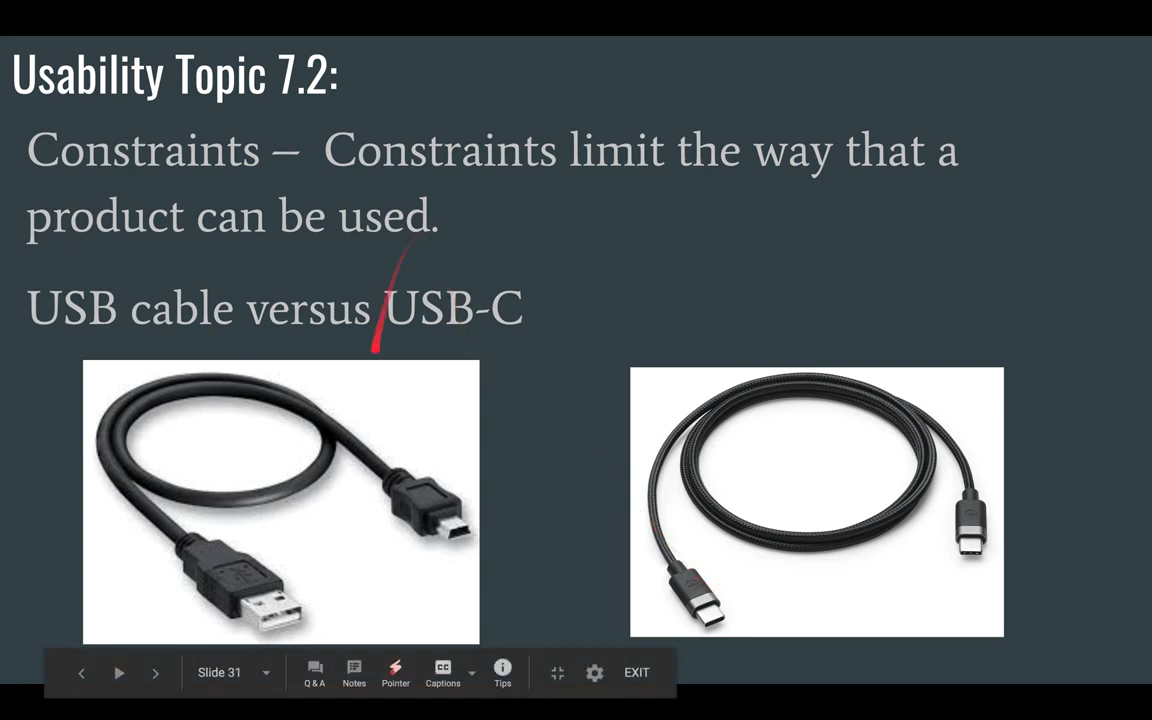 Usability Topic 7.2:
Constraints – Constraints limit the way that a
product can be used.
USB cable versus USB-C
Slide 31
Q & A
Notes
Pointer
CC
Captions
Tips
EXIT